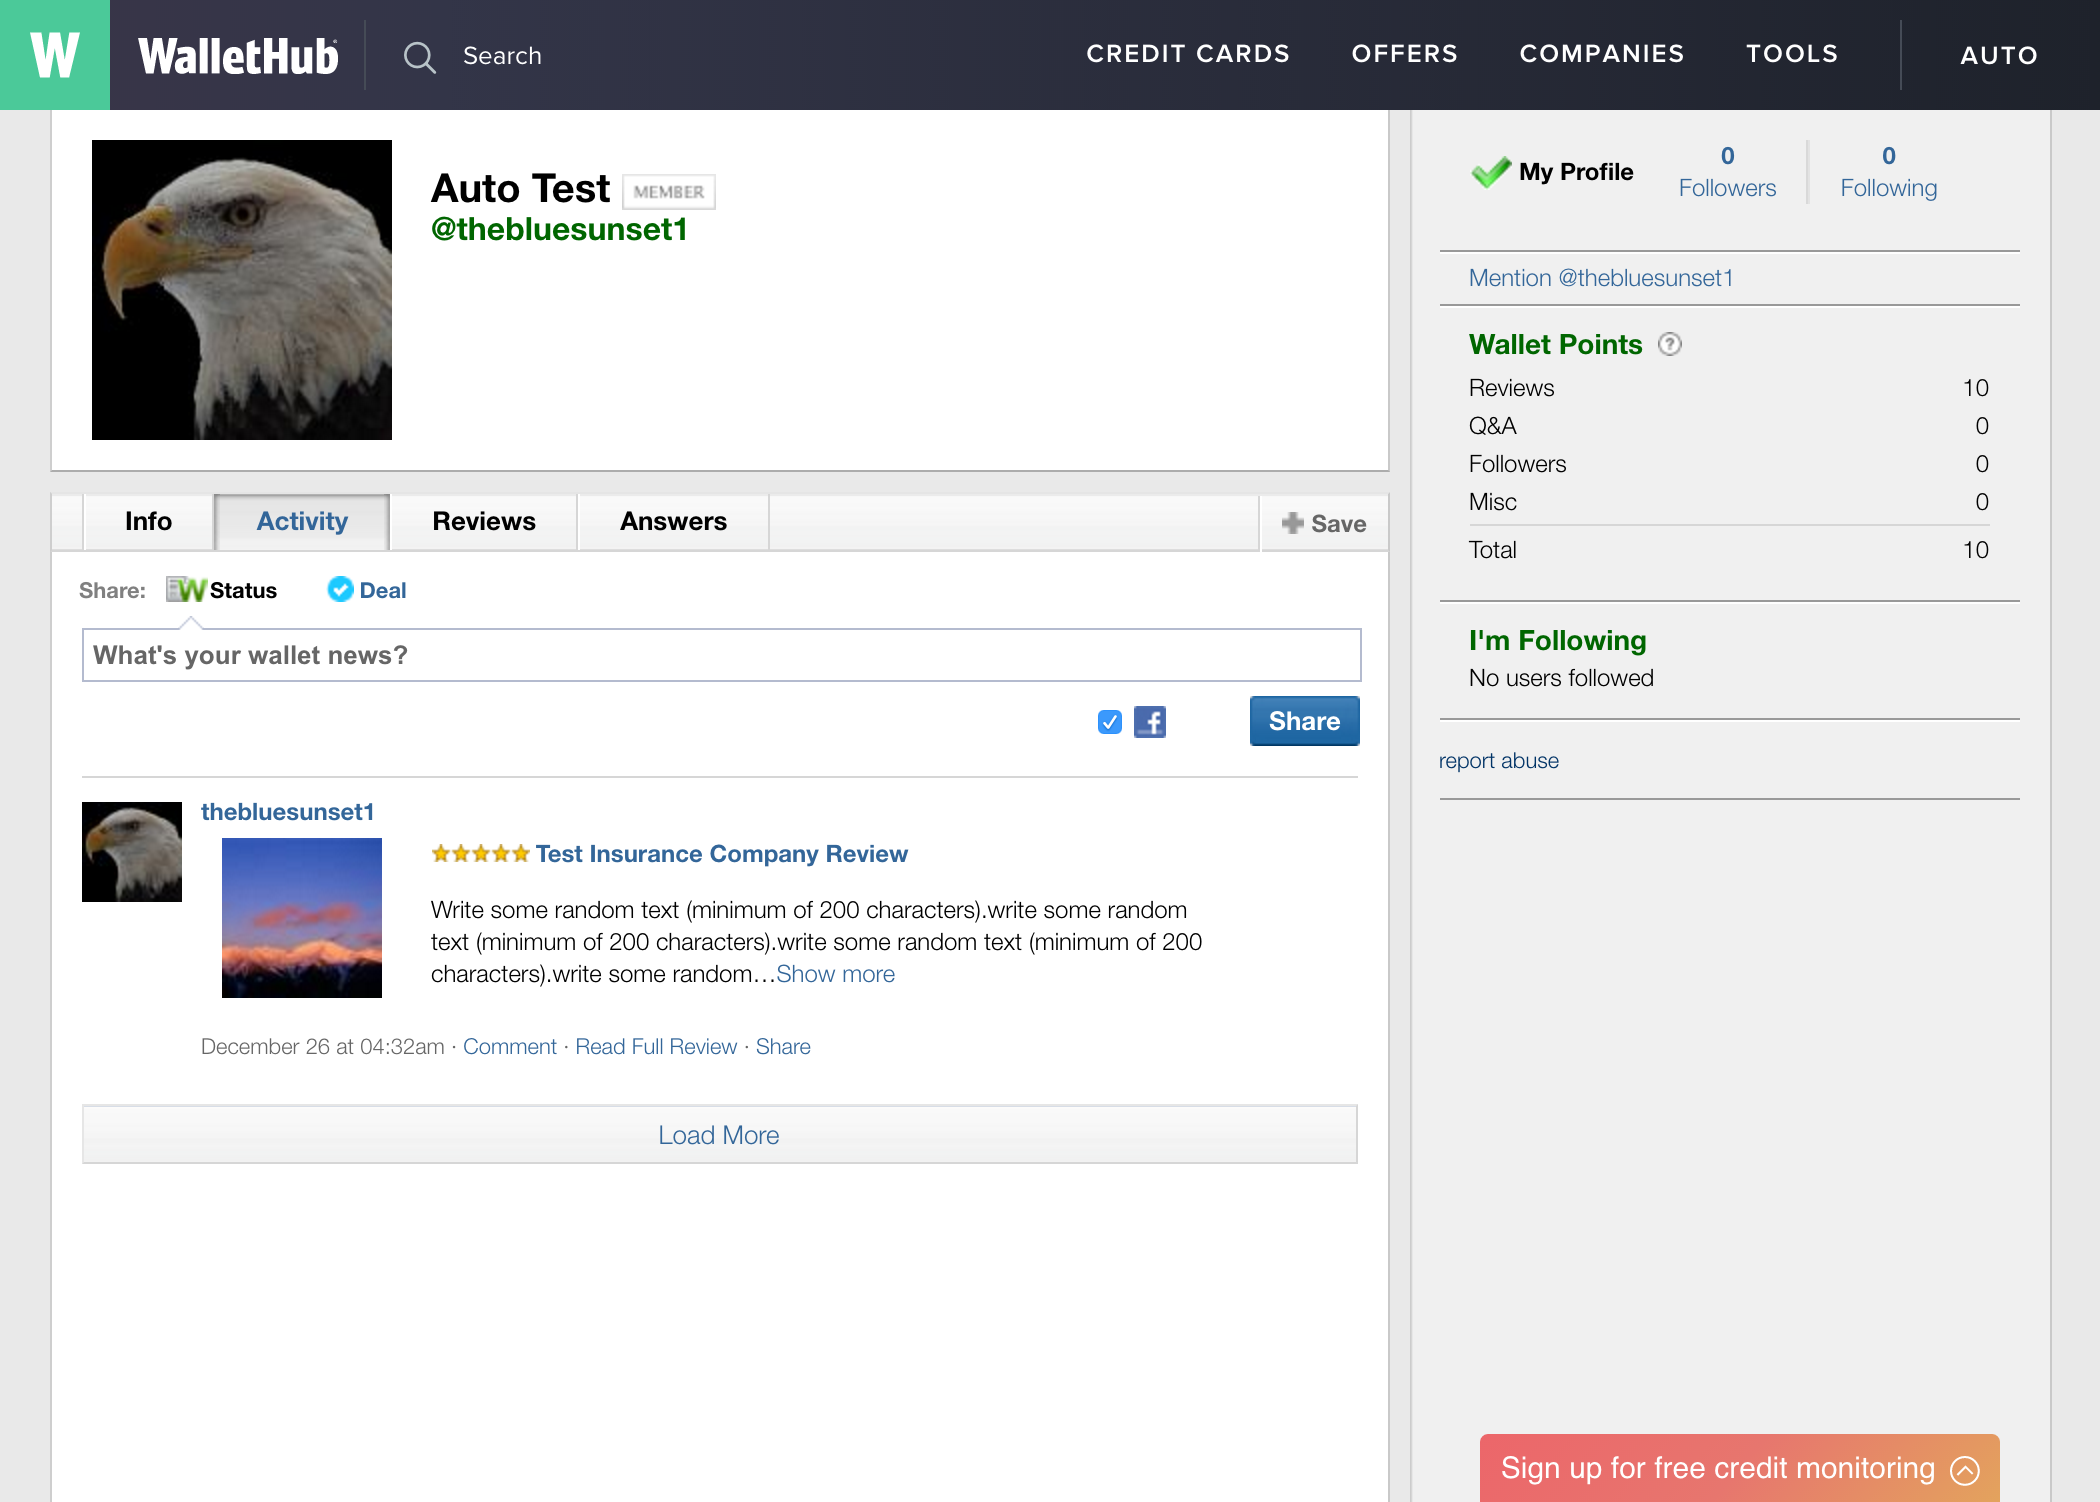 W WalletHub Search CREDIT CARDS OFFERS COMPANIES TOOLS AUTO
Auto Test MEMBER
@thebluesunset1
Info Activity Reviews Answers Save
Share: W Status Deal
What's your wallet news?
f Share
thebluesunset1
Test Insurance Company Review
Write some random text (minimum of 200 characters).write some random
text (minimum of 200 characters).write some random text (minimum of 200
characters).write some random...Show more
December 26 at 04:32am · Comment · Read Full Review · Share
Load More
My Profile
0
Followers
0
Following
Mention @thebluesunset1
Wallet Points ?
Reviews 10
Q&A 0
Followers 0
Misc 0
Total 10
I'm Following
No users followed
report abuse
Sign up for free credit monitoring